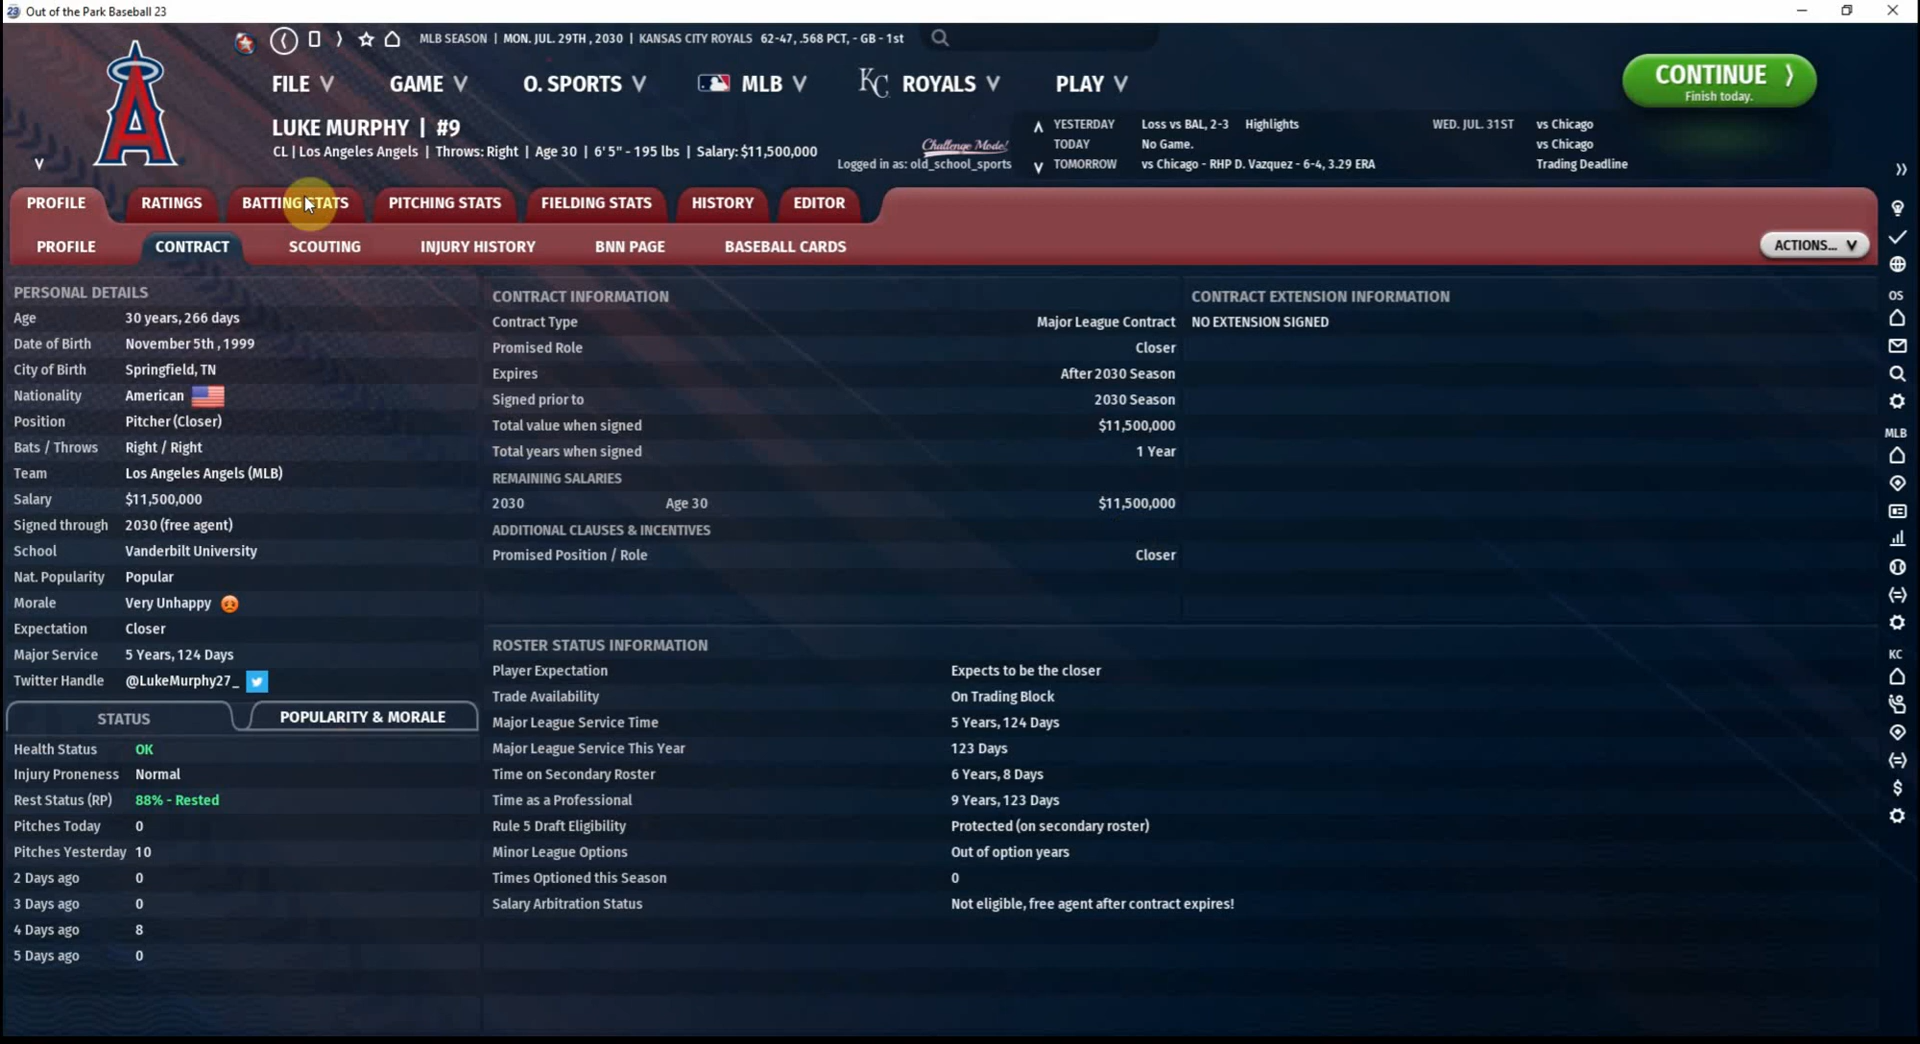 23 Out of the Park Baseball 23
MLB SEASON | MON. JUL. 29TH , 2030 | KANSAS CITY ROYALS 62-47, .568 PCT, - GB - 1st
FILE GAME O. SPORTS MLB KC ROYALS PLAY
CONTINUE
Finish today.
LUKE MURPHY | #9
CL | Los Angeles Angels | Throws: Right | Age 30 | 6' 5" - 195 lbs | Salary: $11,500,000
Challenge Mode!
Logged in as: old_school_sports
YESTERDAY Loss vs BAL, 2-3 Highlights WED. JUL. 31ST vs Chicago
TODAY No Game. vs Chicago
TOMORROW vs Chicago - RHP D. Vazquez - 6-4, 3.29 ERA Trading Deadline
PROFILE RATINGS BATTING STATS PITCHING STATS FIELDING STATS HISTORY EDITOR
PROFILE CONTRACT SCOUTING INJURY HISTORY BNN PAGE BASEBALL CARDS ACTIONS...
PERSONAL DETAILS
Age 30 years, 266 days
Date of Birth November 5th , 1999
City of Birth Springfield, TN
Nationality American
Position Pitcher (Closer)
Bats / Throws Right / Right
Team Los Angeles Angels (MLB)
Salary $11,500,000
Signed through 2030 (free agent)
School Vanderbilt University
Nat. Popularity Popular
Morale Very Unhappy
Expectation Closer
Major Service 5 Years, 124 Days
Twitter Handle @LukeMurphy27_
STATUS POPULARITY & MORALE
Health Status OK
Injury Proneness Normal
Rest Status (RP) 88% - Rested
Pitches Today 0
Pitches Yesterday 10
2 Days ago 0
3 Days ago 0
4 Days ago 8
5 Days ago 0
CONTRACT INFORMATION
Contract Type Major League Contract
Promised Role Closer
Expires After 2030 Season
Signed prior to 2030 Season
Total value when signed $11,500,000
Total years when signed 1 Year
REMAINING SALARIES
2030 Age 30 $11,500,000
ADDITIONAL CLAUSES & INCENTIVES
Promised Position / Role Closer
CONTRACT EXTENSION INFORMATION
NO EXTENSION SIGNED
ROSTER STATUS INFORMATION
Player Expectation Expects to be the closer
Trade Availability On Trading Block
Major League Service Time 5 Years, 124 Days
Major League Service This Year 123 Days
Time on Secondary Roster 6 Years, 8 Days
Time as a Professional 9 Years, 123 Days
Rule 5 Draft Eligibility Protected (on secondary roster)
Minor League Options Out of option years
Times Optioned this Season 0
Salary Arbitration Status Not eligible, free agent after contract expires!
OS
MLB
KC